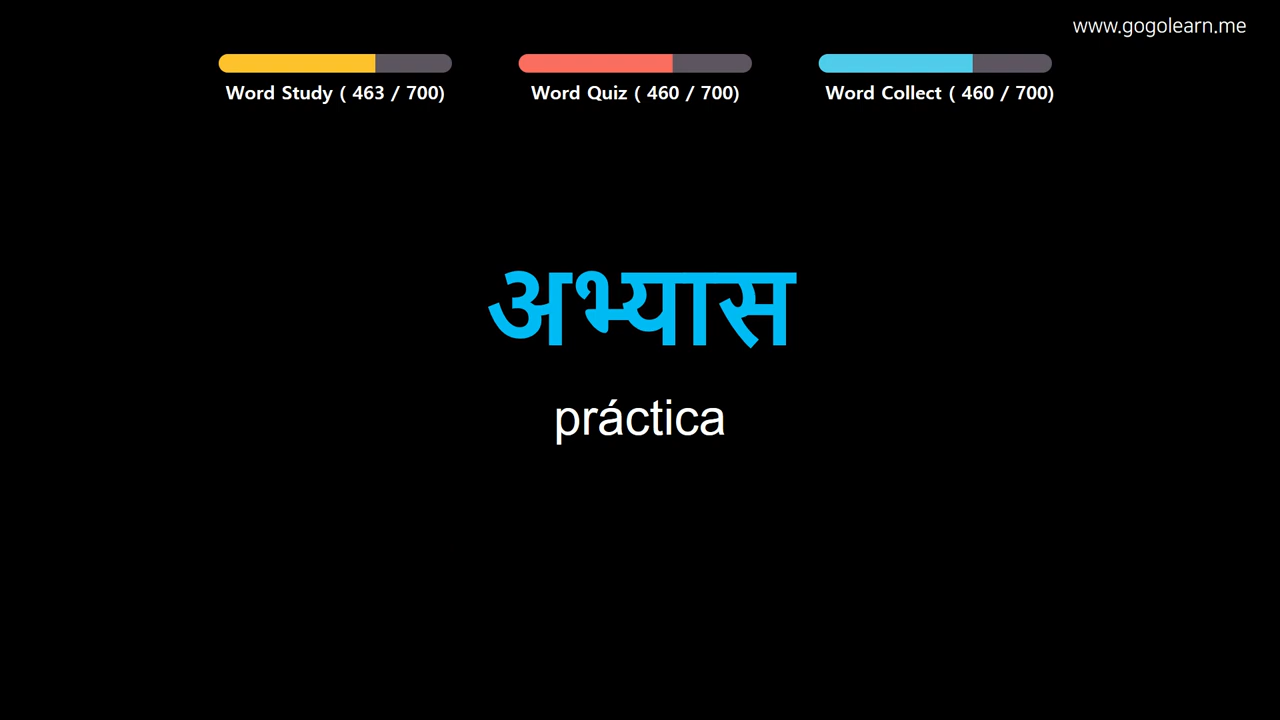 www.gogolearn.me
Word Study ( 463 / 700)
Word Quiz ( 460 / 700)
Word Collect ( 460 / 700)
अभ्यास
práctica